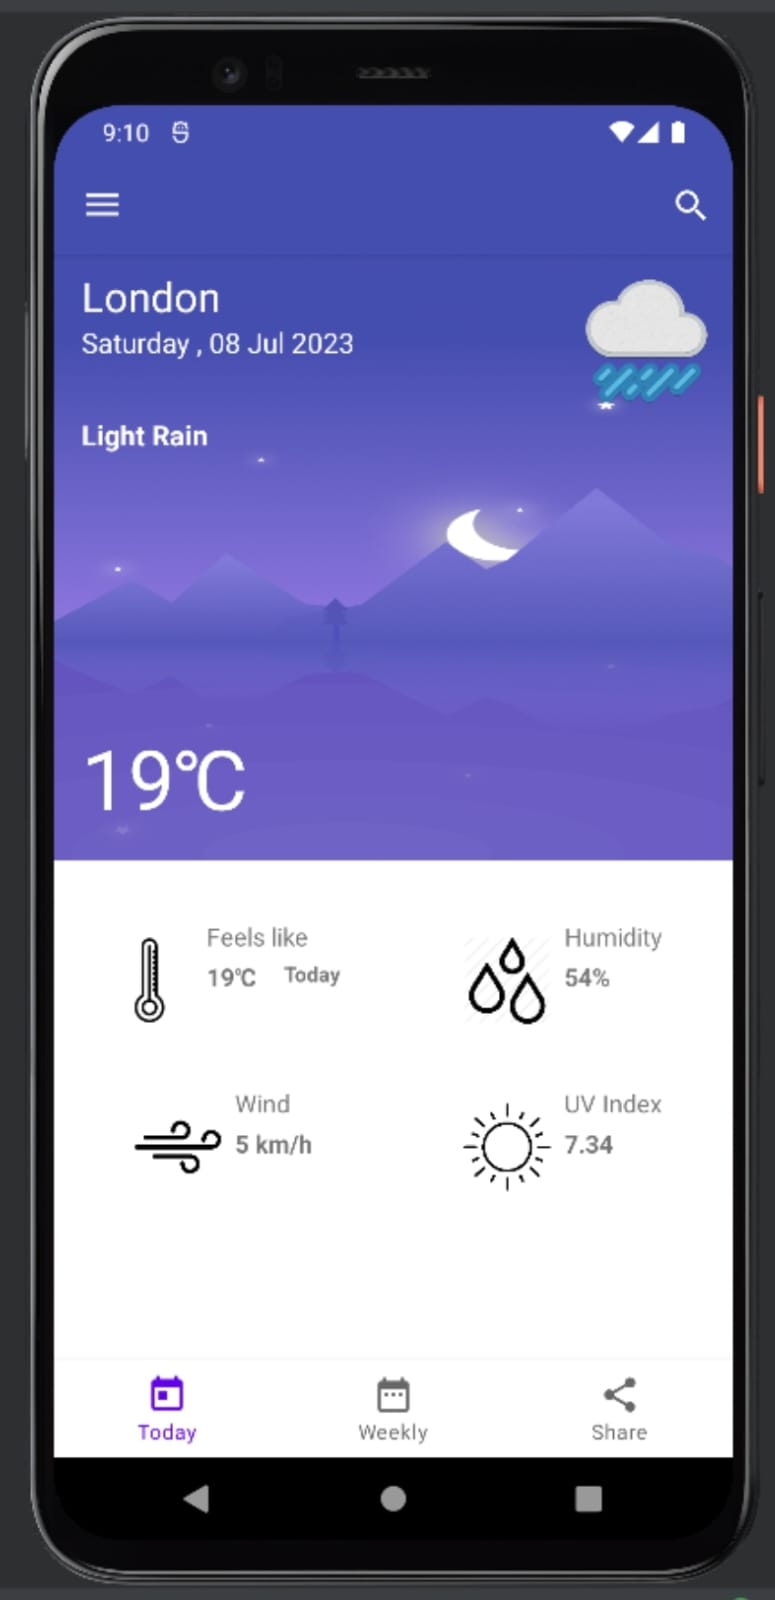 9:10
London
Saturday , 08 Jul 2023
Light Rain
19℃
Feels like
19℃ Today
Humidity
54%
Wind
5 km/h
UV Index
7.34
Today
Weekly
Share